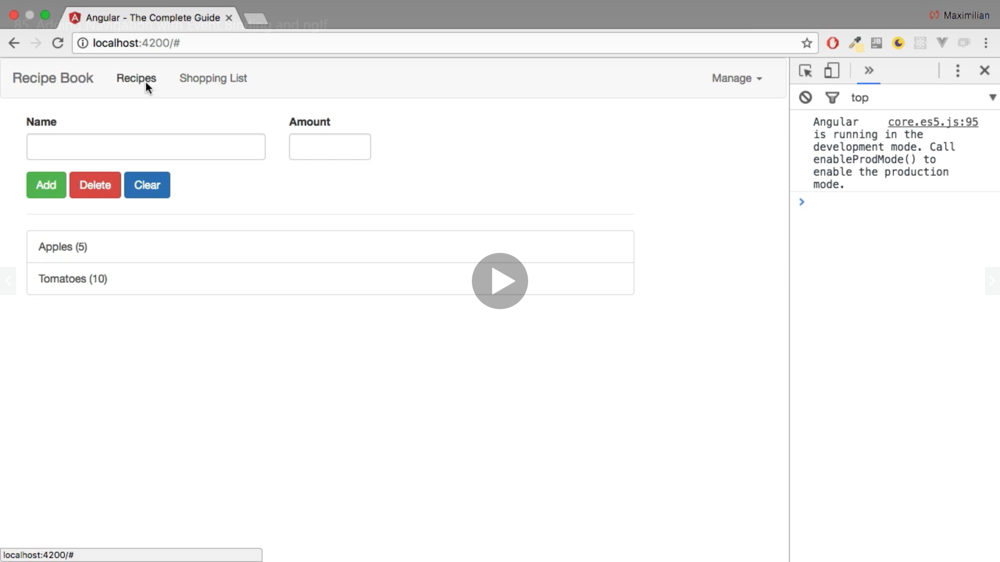 Angular - The Complete Guide
Maximilian
85. Adding Navigation with Event Binding and ngIf
localhost:4200/#
JB
Recipe Book
Recipes
Shopping List
Manage
top
Name
Amount
Add
Delete
Clear
Apples (5)
Tomatoes (10)
Angular core.es5.js:95
is running in the
development mode. Call
enableProdMode() to
enable the production
mode.
localhost:4200/#